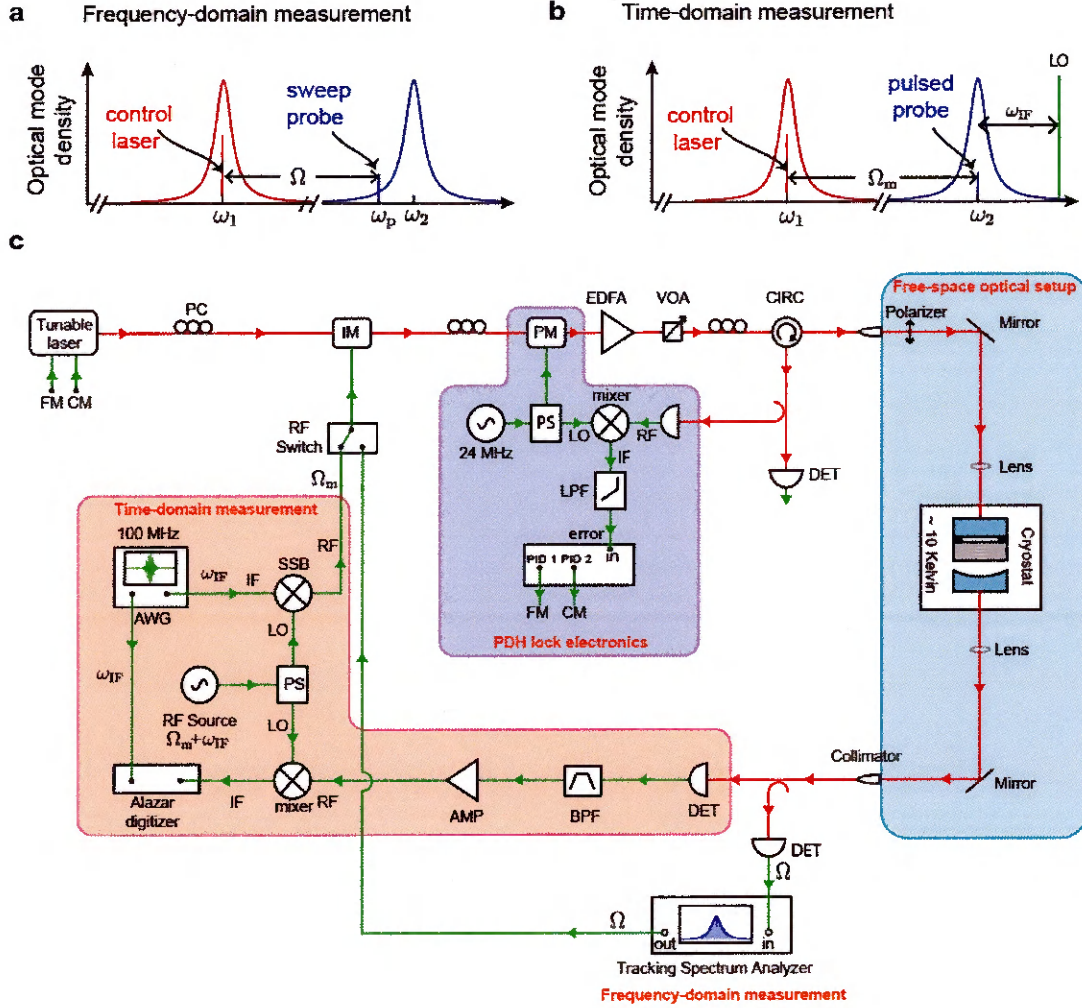 a
Frequency-domain measurement
b
Time-domain measurement
Optical mode
density
control
laser
sweep
probe
Ω
ω1
ωp
ω2
Optical mode
density
control
laser
pulsed
probe
LO
ωIF
Ωm
ω1
ω2
c
Tunable
laser
FM CM
PC
IM
PM
EDFA
VOA
CIRC
Free-space optical setup
Polarizer
Mirror
RF
Switch
Ωm
24 MHz
PS
LO
mixer
RF
IF
LPF
error
PID 1 PID 2 in
FM
CM
PDH lock electronics
DET
Lens
~ 10 Kelvin
Cryostat
Lens
Mirror
Collimator
Time-domain measurement
100 MHz
AWG
ωIF
IF
SSB
RF
LO
ωIF
PS
RF Source
Ωm+ωIF
LO
Alazar
digitizer
IF
mixer
RF
AMP
BPF
DET
DET
Ω
Ω
out
in
Tracking Spectrum Analyzer
Frequency-domain measurement